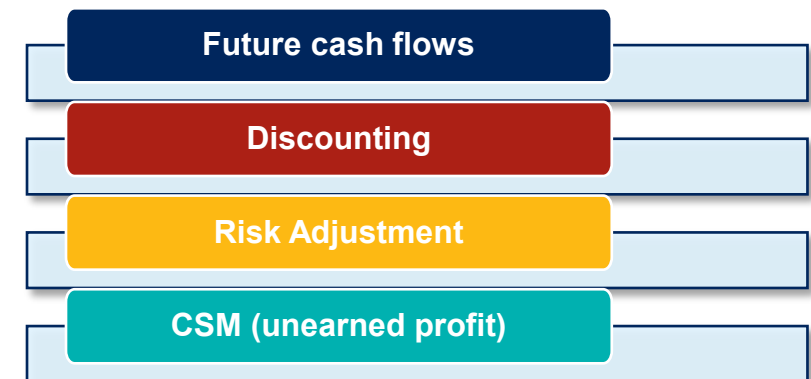 Future cash flows
Discounting
Risk Adjustment
CSM (unearned profit)